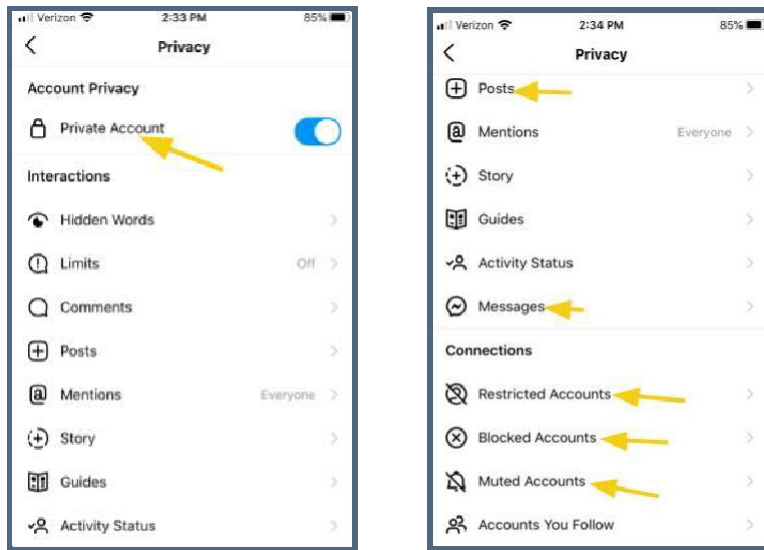 Verizon 2:33 PM 85%
Privacy
Account Privacy
Private Account
Interactions
Hidden Words
Limits Off
Comments
Posts
Mentions Everyone
Story
Guides
Activity Status
Verizon 2:34 PM 85%
Privacy
Posts
Mentions Everyone
Story
Guides
Activity Status
Messages
Connections
Restricted Accounts
Blocked Accounts
Muted Accounts
Accounts You Follow